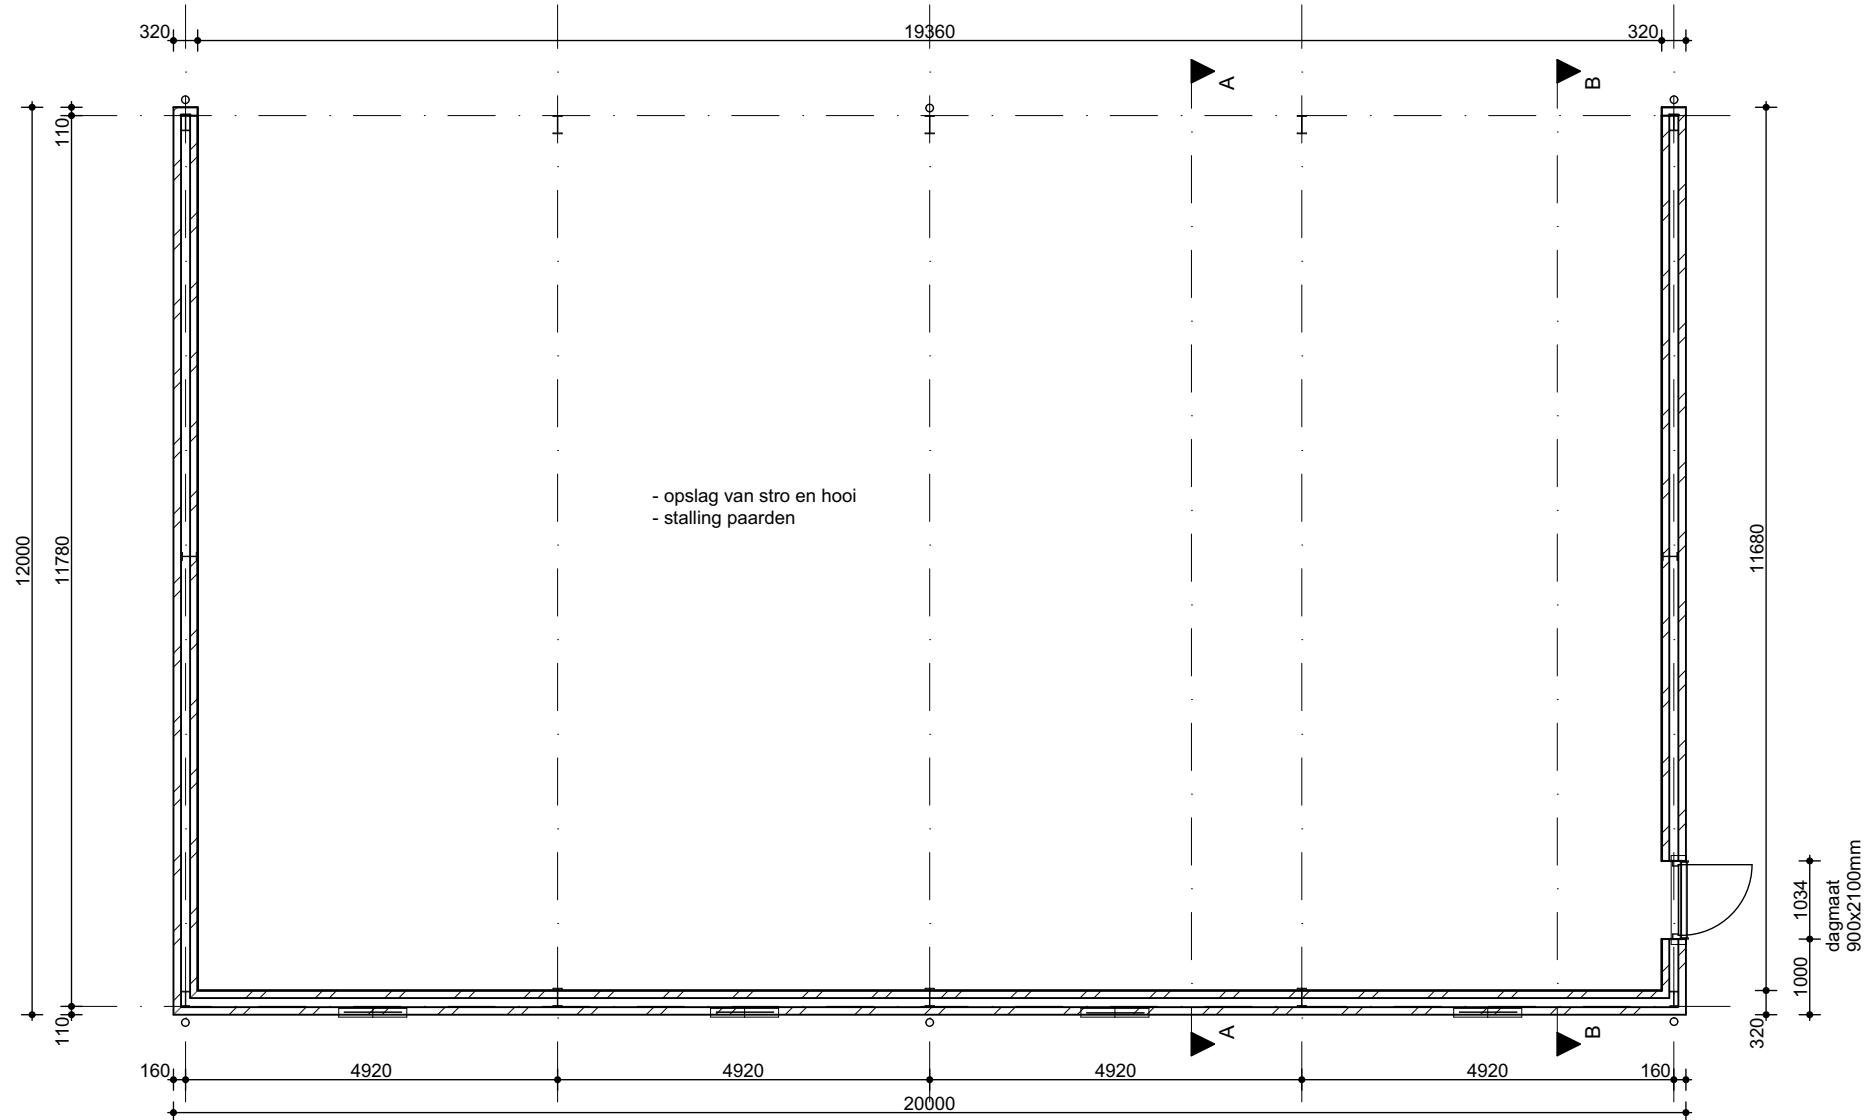 320
19360
320
A
B
110
- opslag van stro en hooi
- stalling paarden
12000
11780
11680
1034
dagmaat
900x2100mm
1000
110
A
B
320
160
4920
4920
4920
4920
160
20000